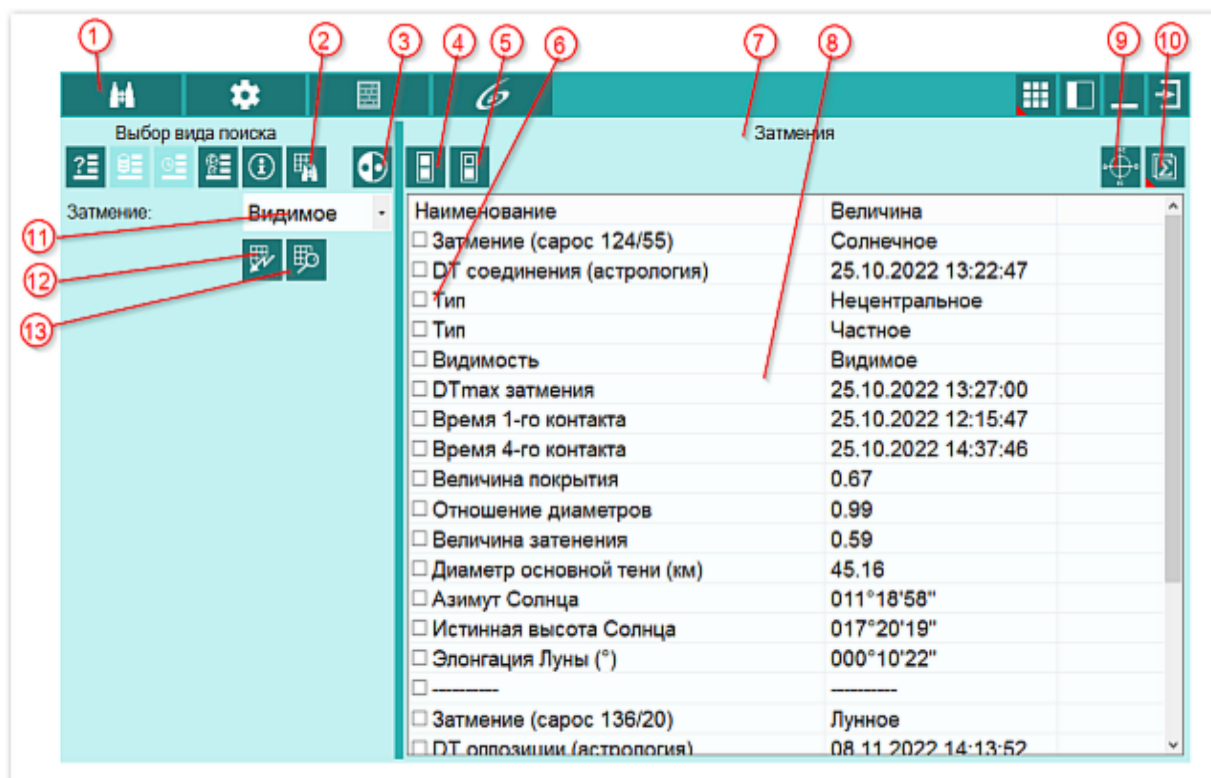 1 2 3 4 5 6 7 8 9 10
Выбор вида поиска
Затмения
Затмение: Видимое
11
12
13
Наименование Величина
Затмение (сарос 124/55) Солнечное
DT соединения (астрология) 25.10.2022 13:22:47
Тип Нецентральное
Тип Частное
Видимость Видимое
DTmax затмения 25.10.2022 13:27:00
Время 1-го контакта 25.10.2022 12:15:47
Время 4-го контакта 25.10.2022 14:37:46
Величина покрытия 0.67
Отношение диаметров 0.99
Величина затенения 0.59
Диаметр основной тени (км) 45.16
Азимут Солнца 011°18'58"
Истинная высота Солнца 017°20'19"
Элонгация Луны (°) 000°10'22"
---------- ----------
Затмение (сарос 136/20) Лунное
DT оппозиции (астрология) 08.11.2022 14:13:52